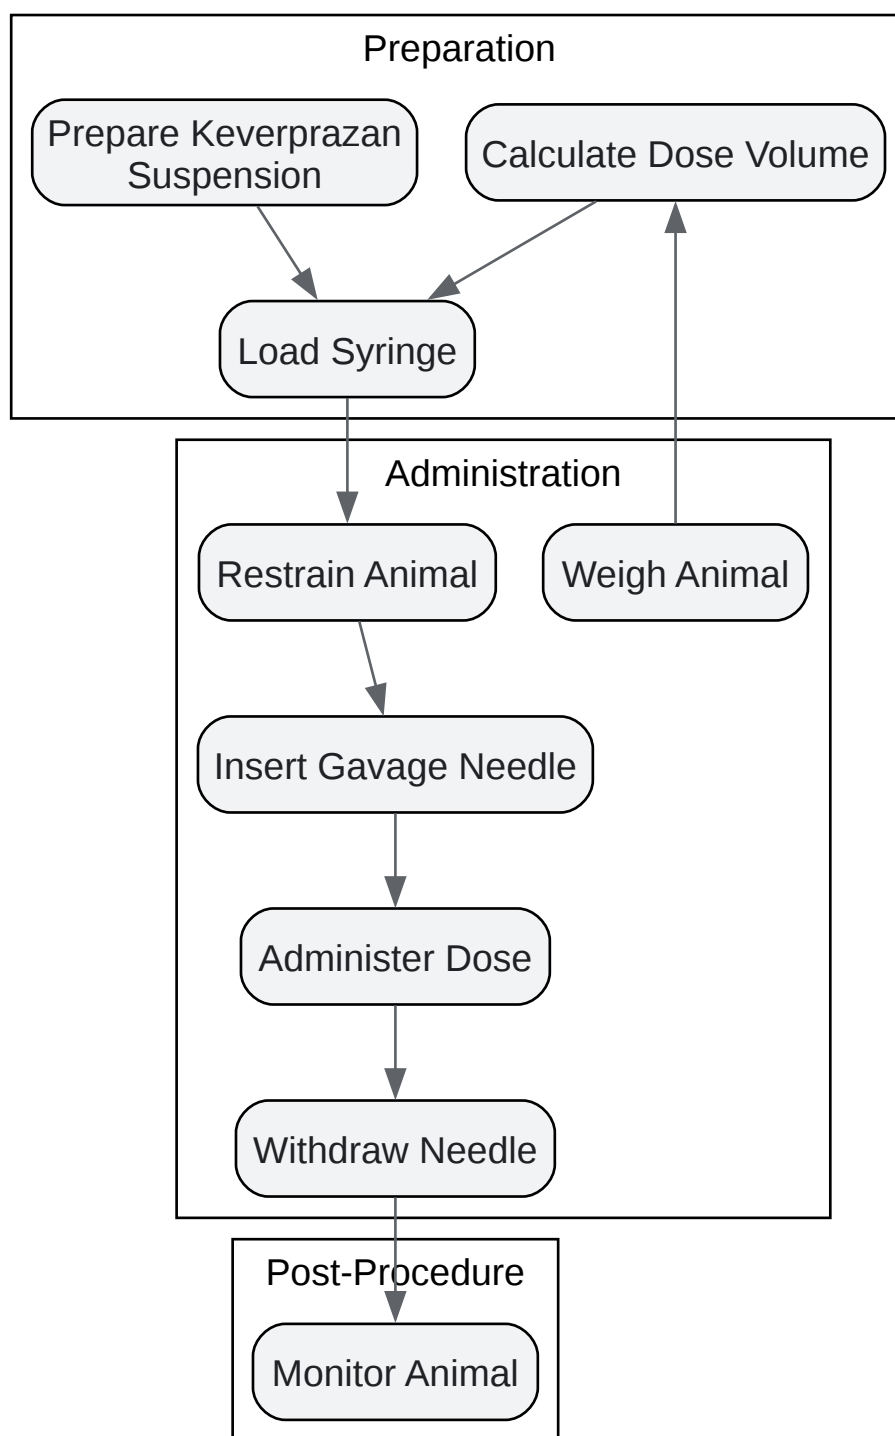 Preparation
Prepare Keverprazan
Suspension
Calculate Dose Volume
Load Syringe
Administration
Restrain Animal
Weigh Animal
Insert Gavage Needle
Administer Dose
Withdraw Needle
Post-Procedure
Monitor Animal